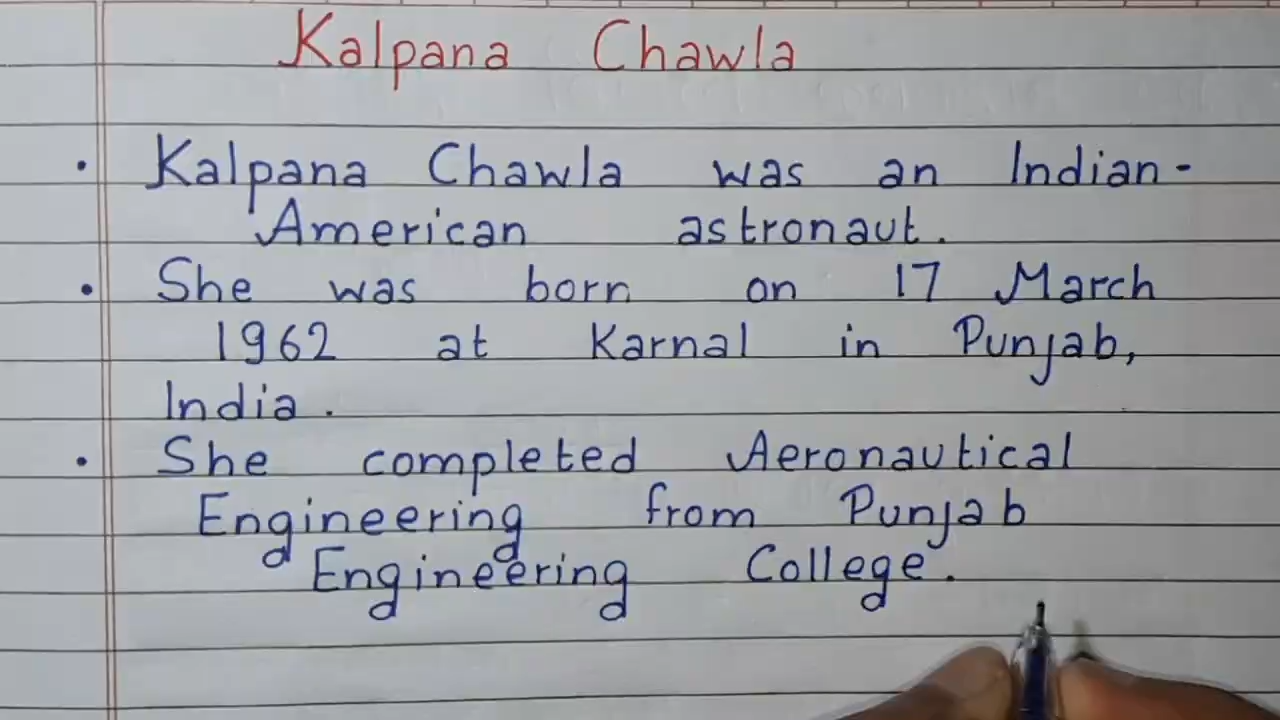 Kalpana Chawla
• Kalpana Chawla was an Indian-
American astronaut.
• She was born on 17 March
1962 at Karnal in Punjab,
India.
• She completed Aeronautical
Engineering from Punjab
Engineering College.